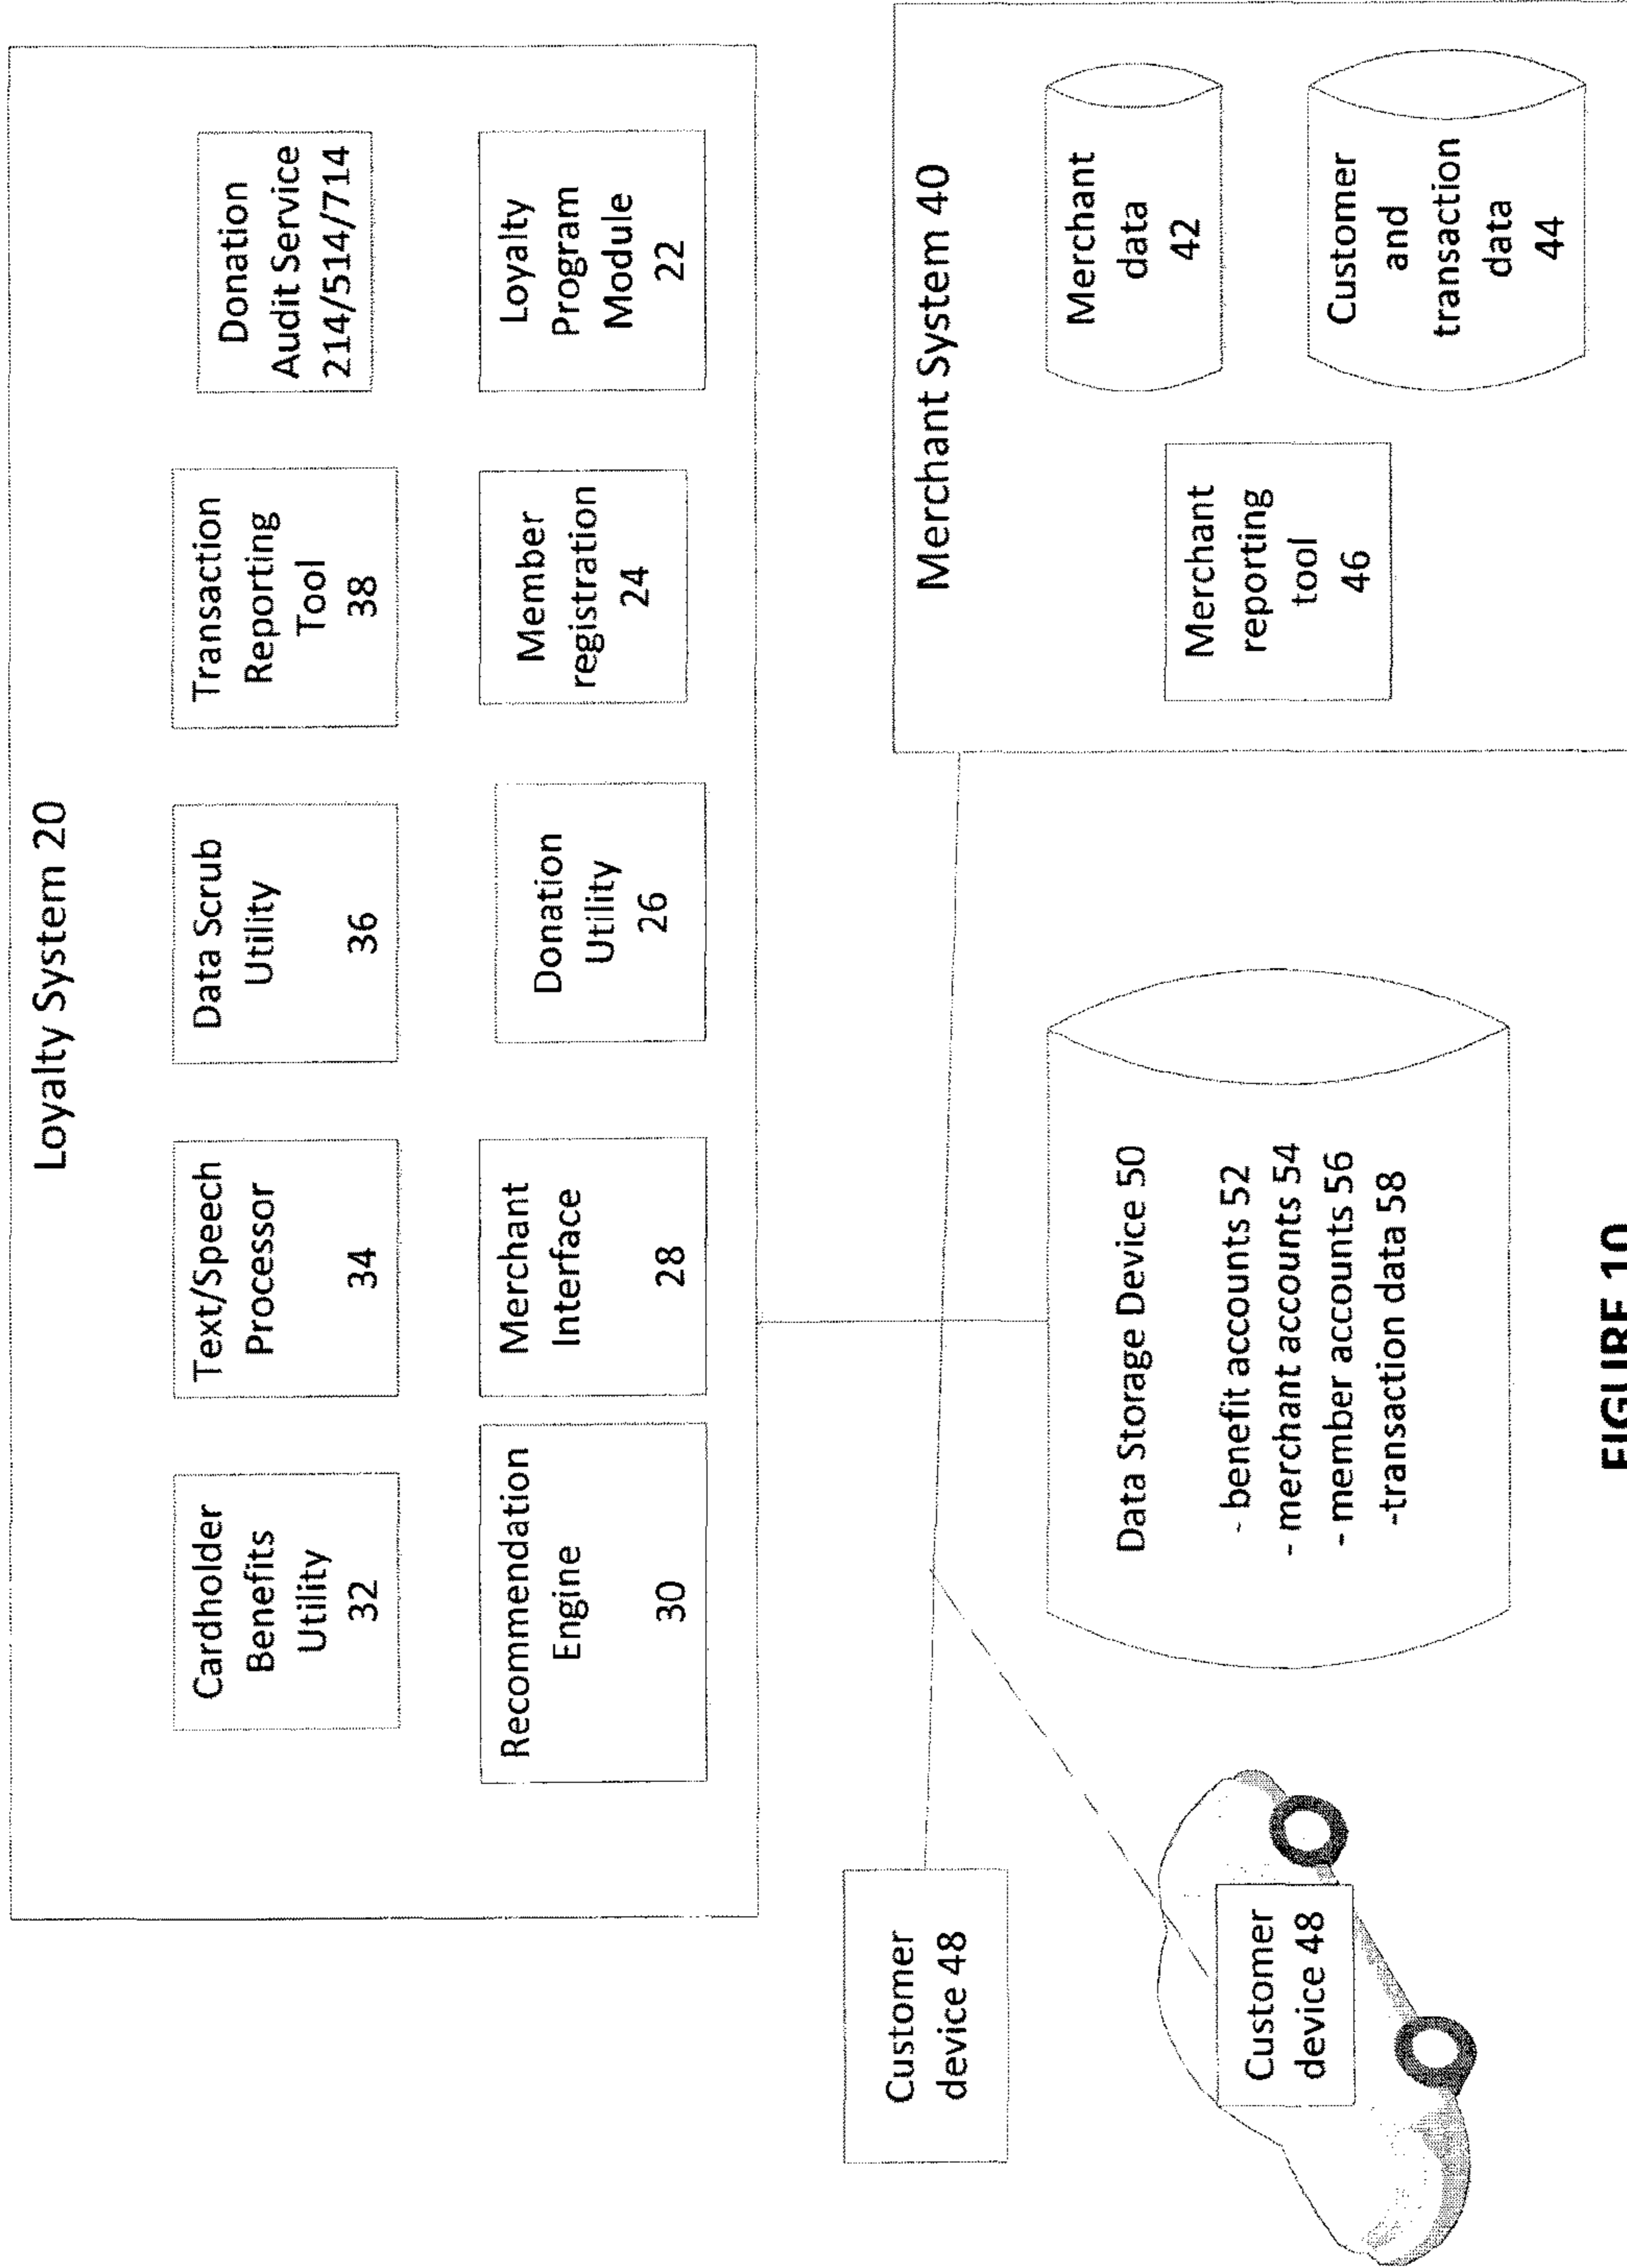 Loyalty System 20
Cardholder
Benefits
Utility
32
Text/Speech
Processor
34
Data Scrub
Utility
36
Transaction
Reporting
Tool
38
Donation
Audit Service
214/514/714
Recommendation
Engine
30
Merchant
Interface
28
Donation
Utility
26
Member
registration
24
Loyalty
Program
Module
22
Customer
device 48
Customer
device 48
Data Storage Device 50
- benefit accounts 52
- merchant accounts 54
- member accounts 56
-transaction data 58
Merchant System 40
Merchant
reporting
tool
46
Merchant
data
42
Customer
and
transaction
data
44
FIGURE 10